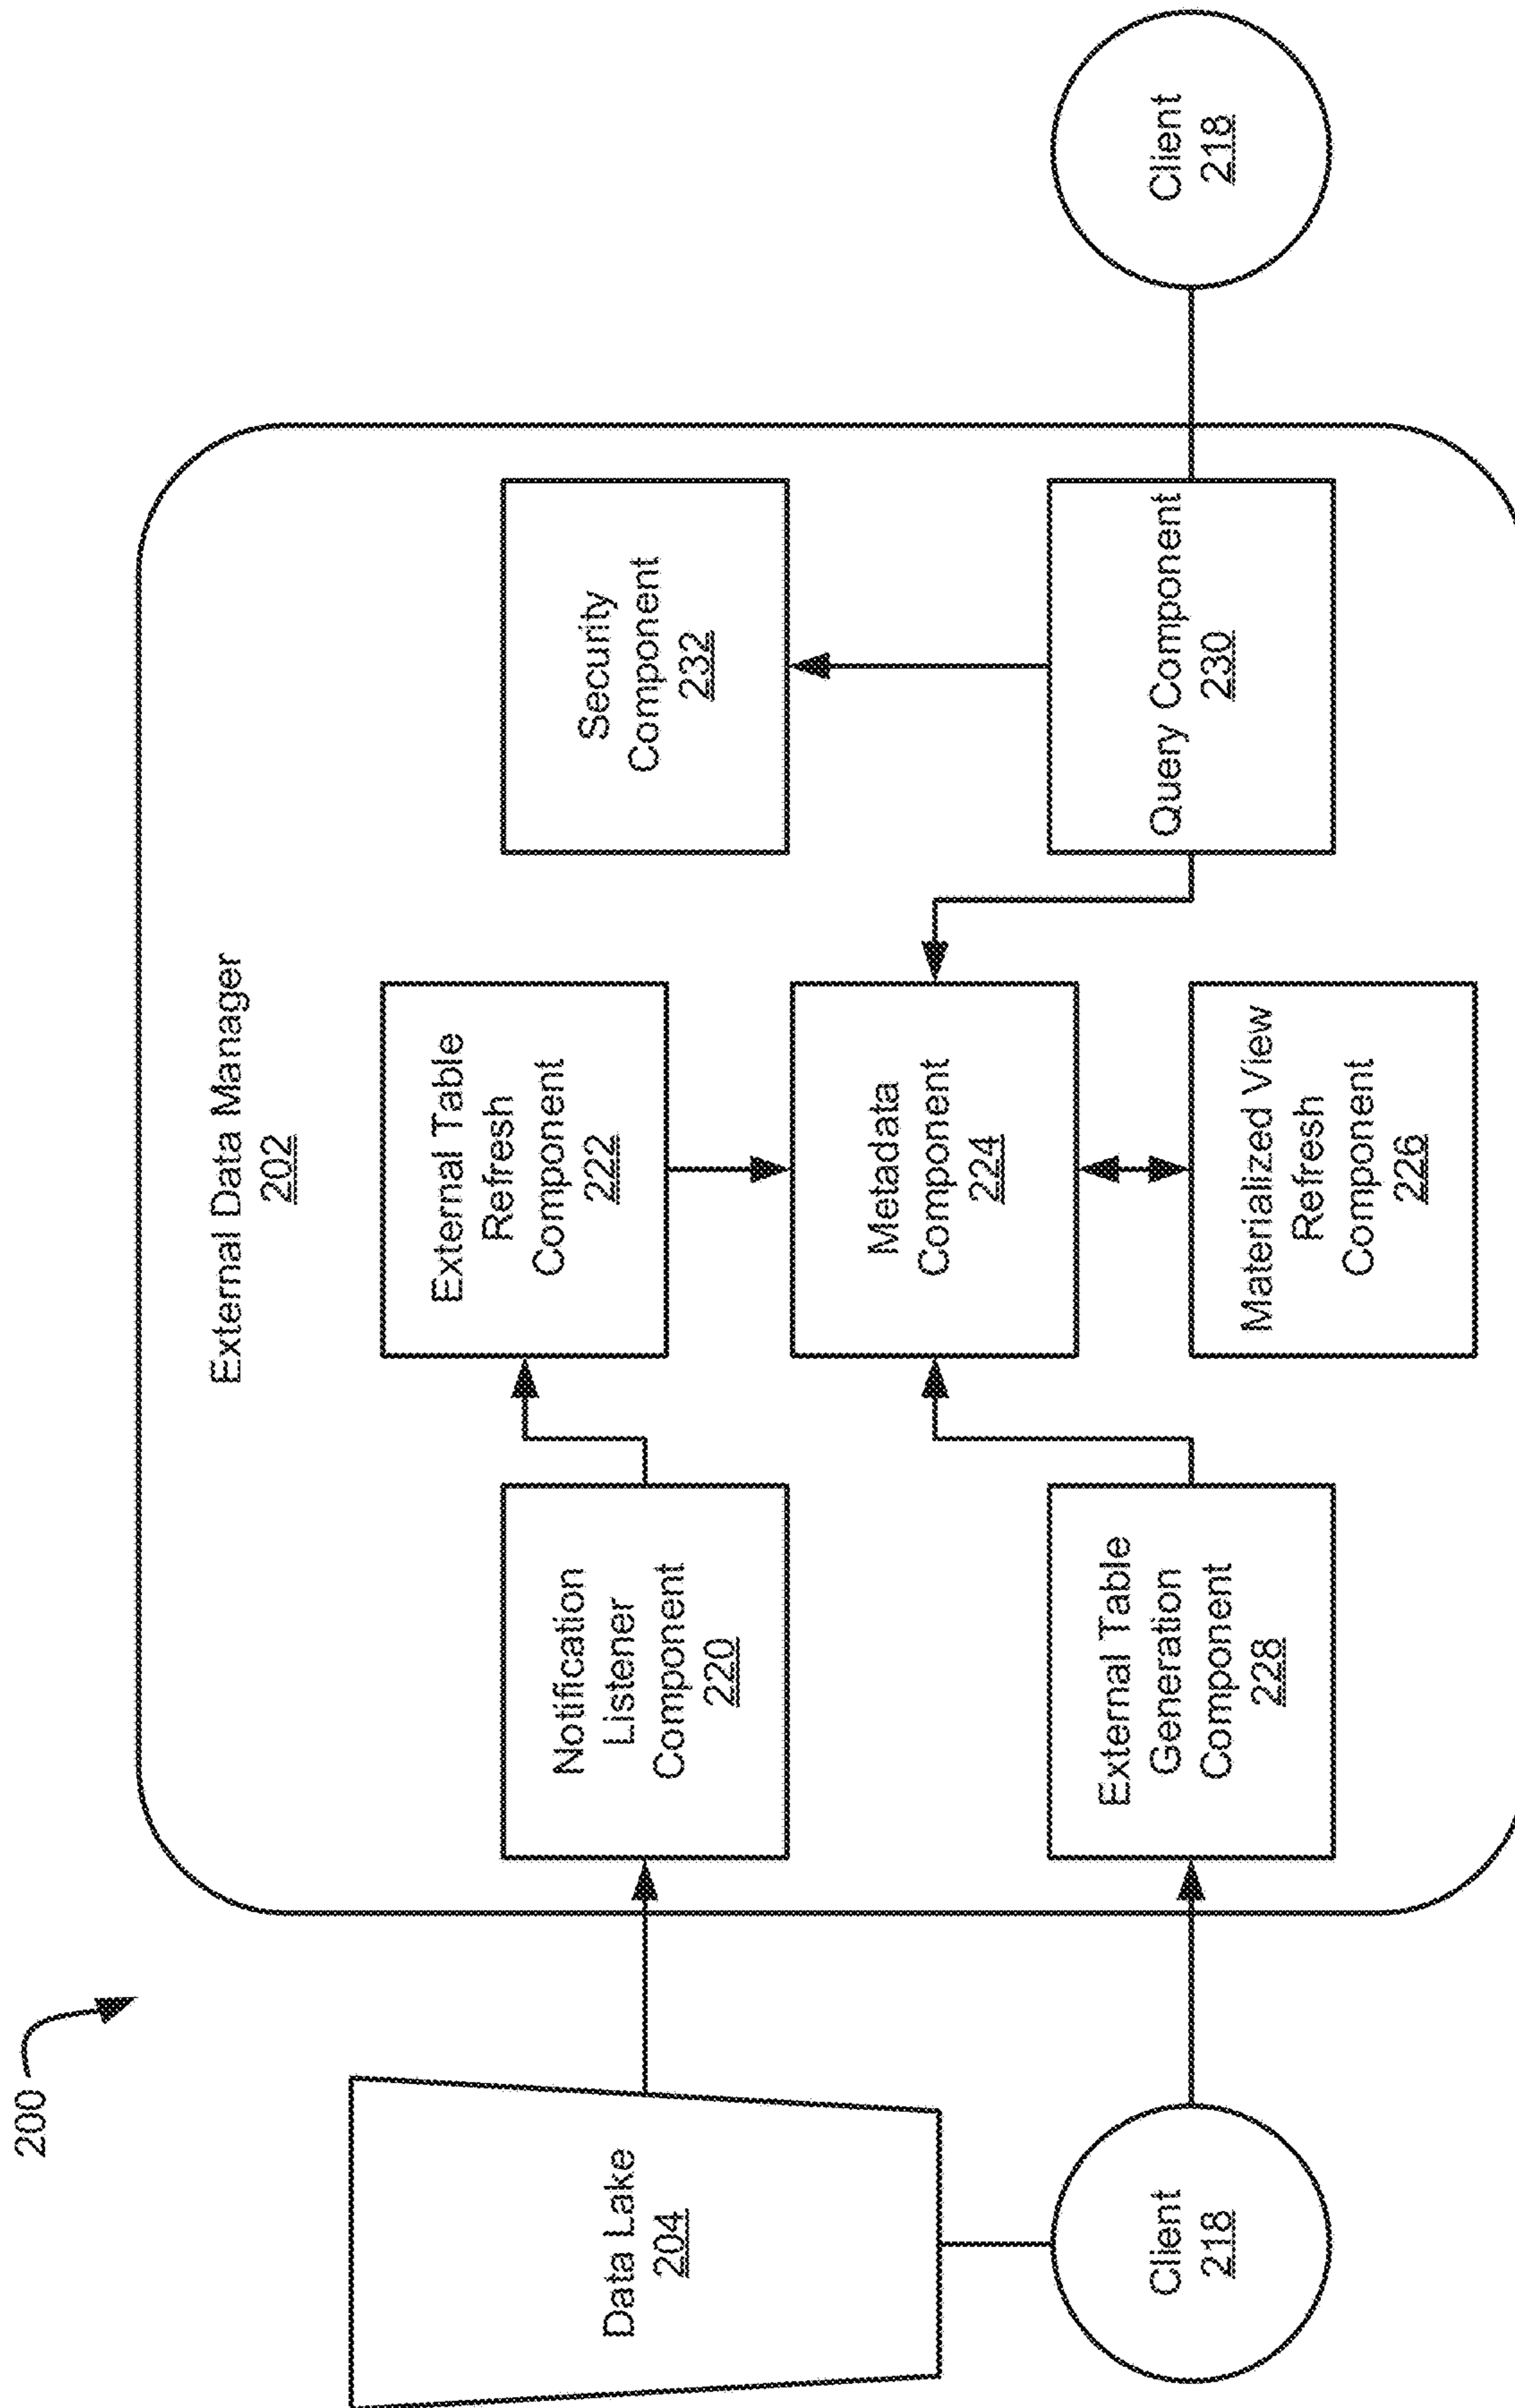 200
External Data Manager
202
Data Lake
204
Client
218
Notification
Listener
Component
220
External Table
Generation
Component
228
External Table
Refresh
Component
222
Metadata
Component
224
Materialized View
Refresh
Component
226
Security
Component
232
Query Component
230
Client
218